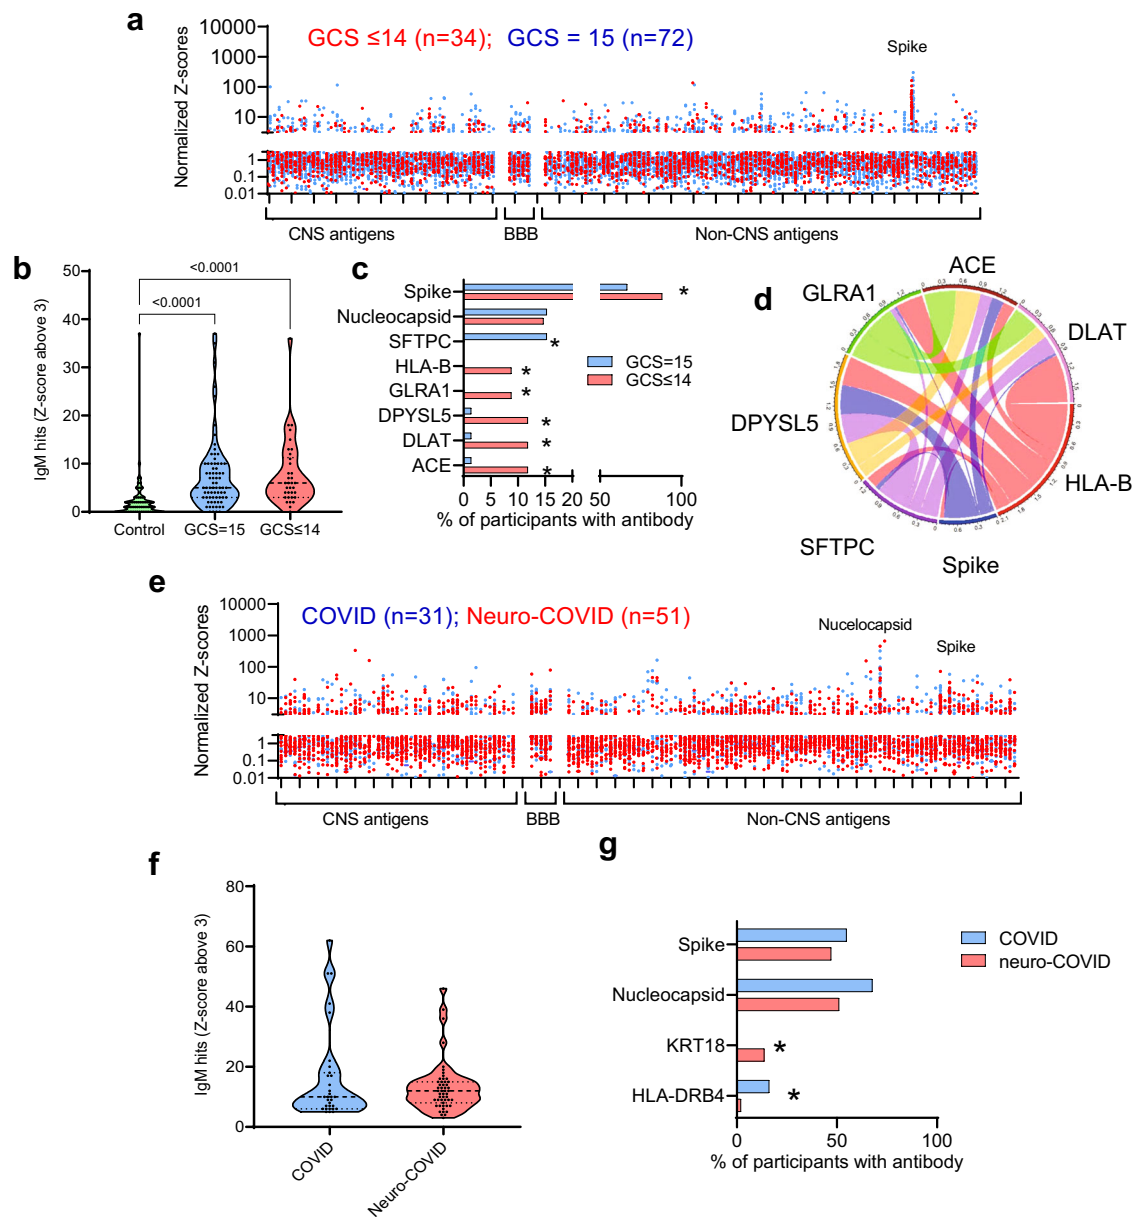 a
10000
1000
100
10
1
0.1
0.01
Normalized Z-scores
GCS ≤14 (n=34); GCS = 15 (n=72)
Spike
CNS antigens
BBB
Non-CNS antigens
b
50
40
30
20
10
0
IgM hits (Z-score above 3)
<0.0001
<0.0001
Control
GCS=15
GCS≤14
c
Spike
Nucleocapsid
SFTPC
HLA-B
GLRA1
DPYSL5
DLAT
ACE
*
*
*
*
*
*
*
GCS=15
GCS≤14
0 5 10 15 20 50 100
% of participants with antibody
d
ACE
GLRA1
DLAT
DPYSL5
HLA-B
SFTPC
Spike
e
10000
1000
100
10
1
0.1
0.01
Normalized Z-scores
COVID (n=31); Neuro-COVID (n=51)
Nucelocapsid
Spike
CNS antigens
BBB
Non-CNS antigens
f
80
60
40
20
0
IgM hits (Z-score above 3)
COVID
Neuro-COVID
g
Spike
Nucleocapsid
KRT18
HLA-DRB4
*
*
COVID
neuro-COVID
0 50 100
% of participants with antibody